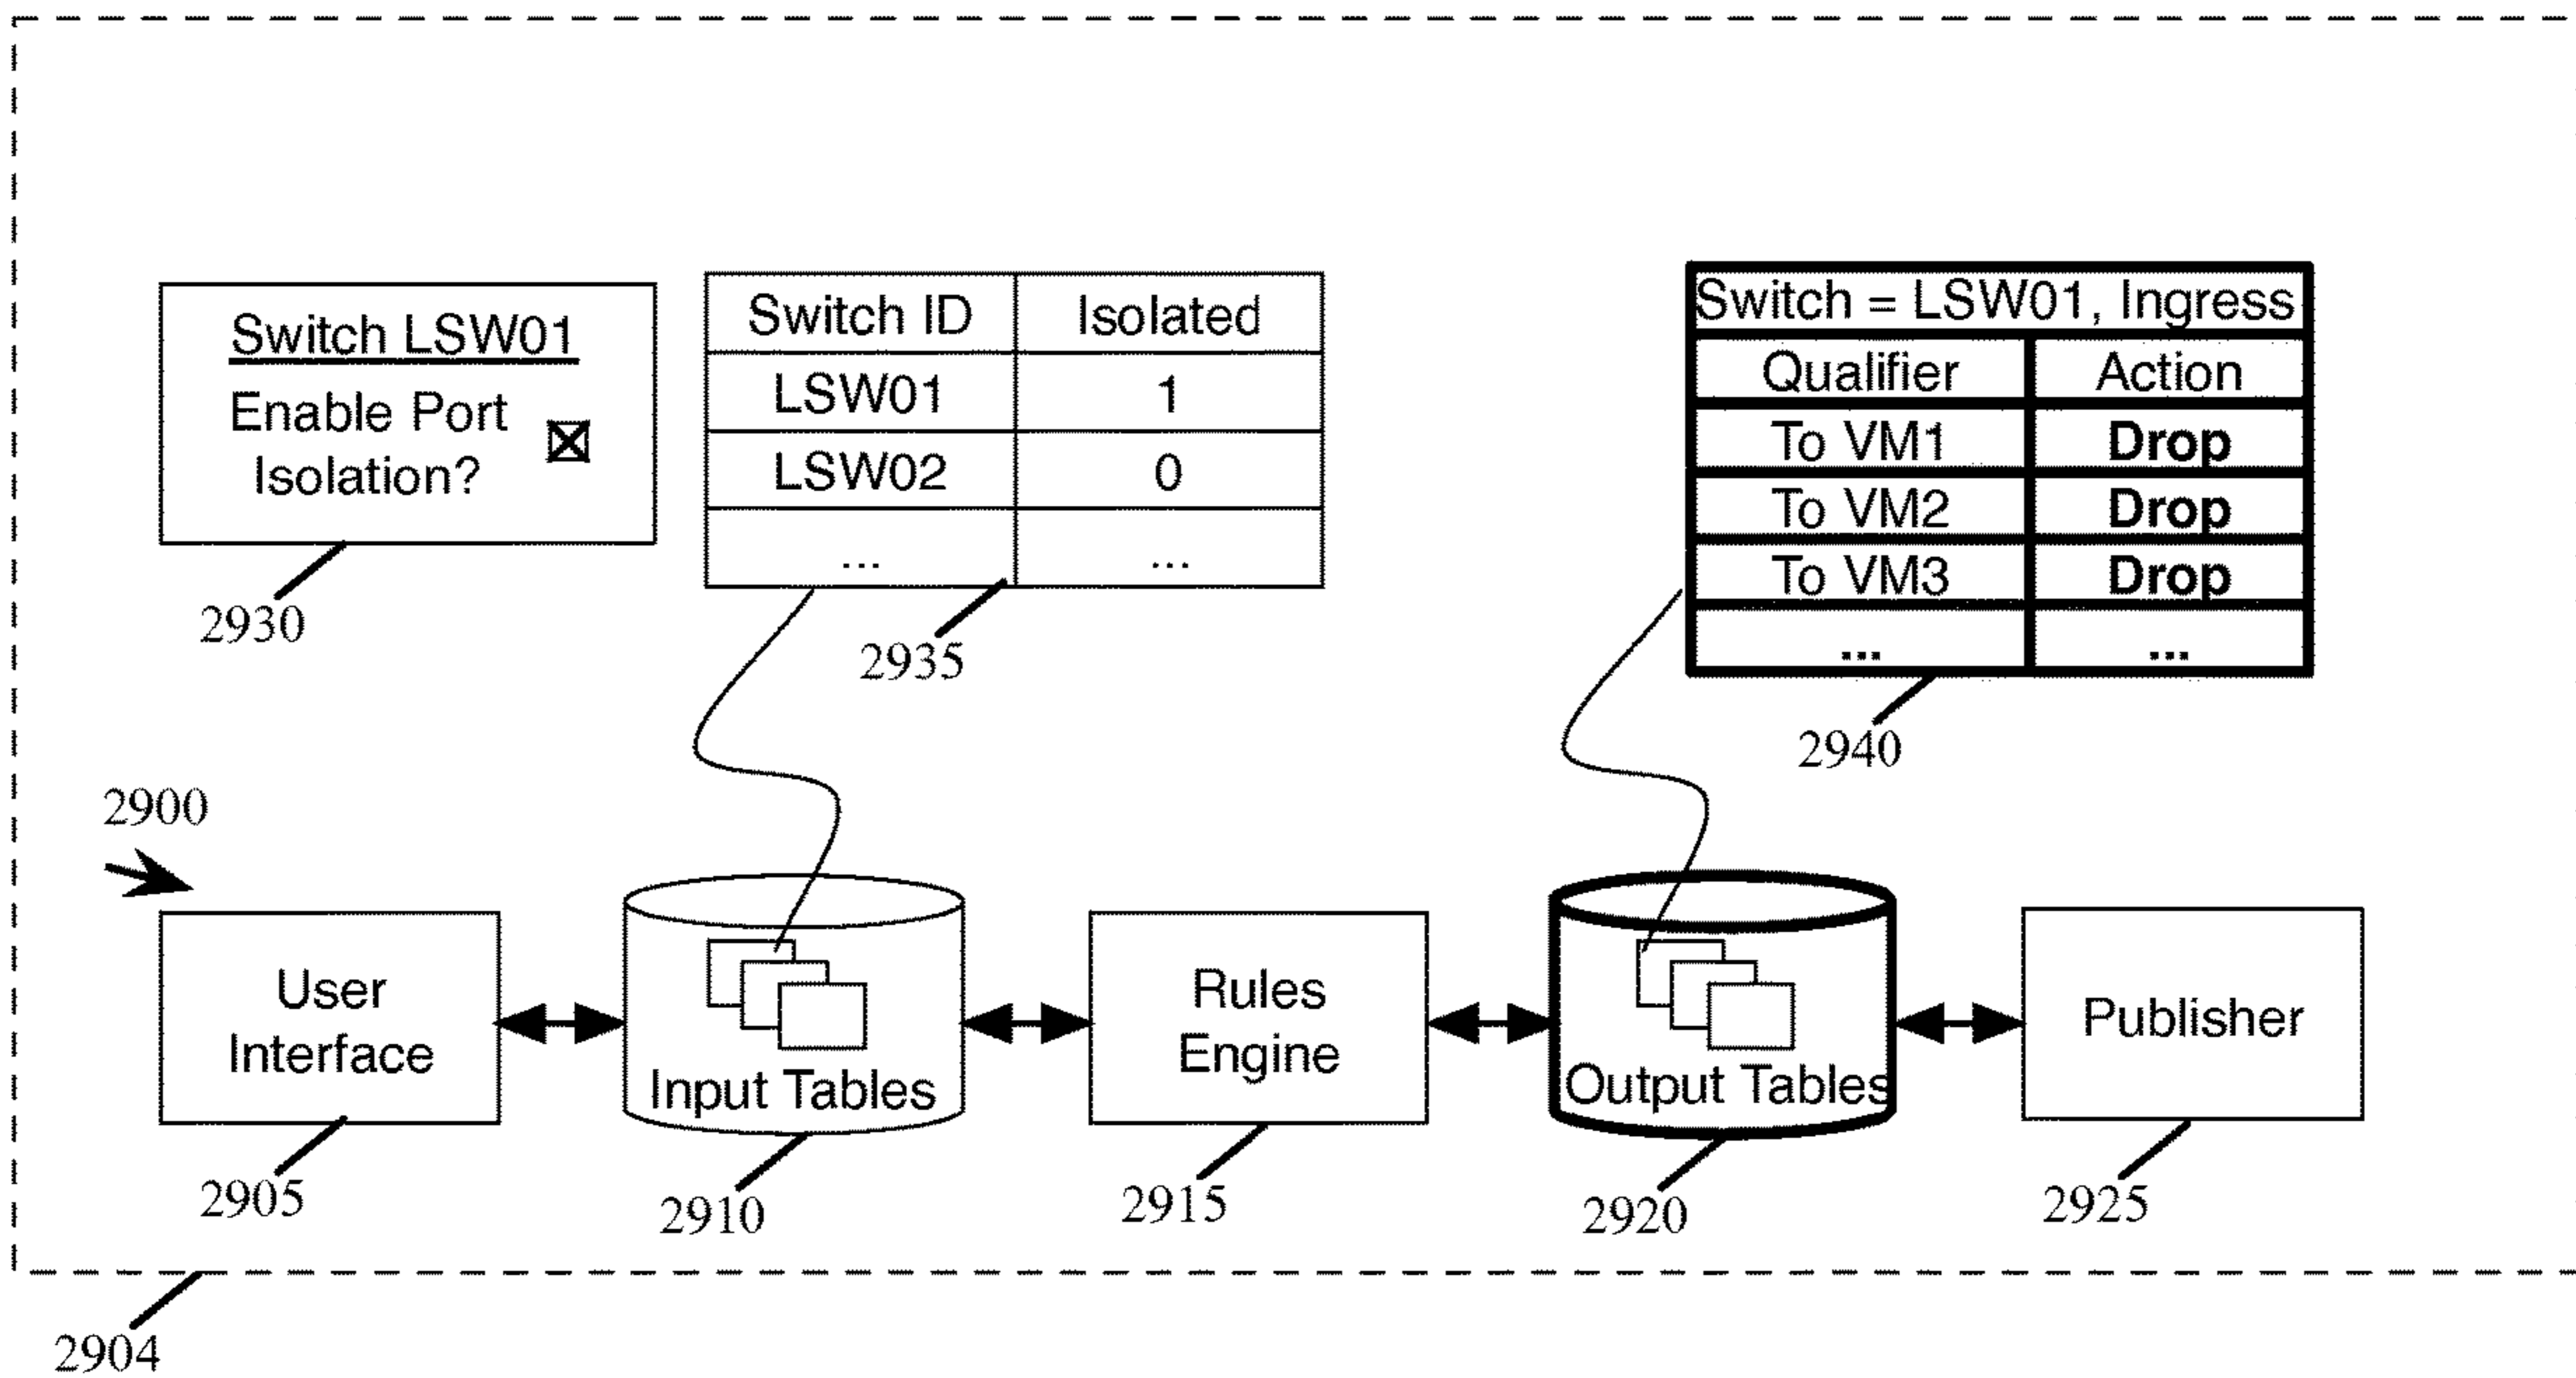 Switch LSW01
Enable Port
Isolation?
2930
Switch ID Isolated
LSW01 1
LSW02 0
... ...
2935
Switch = LSW01, Ingress
Qualifier Action
To VM1 Drop
To VM2 Drop
To VM3 Drop
... ...
2940
2900
User
Interface
2905
Input Tables
2910
Rules
Engine
2915
Output Tables
2920
Publisher
2925
2904